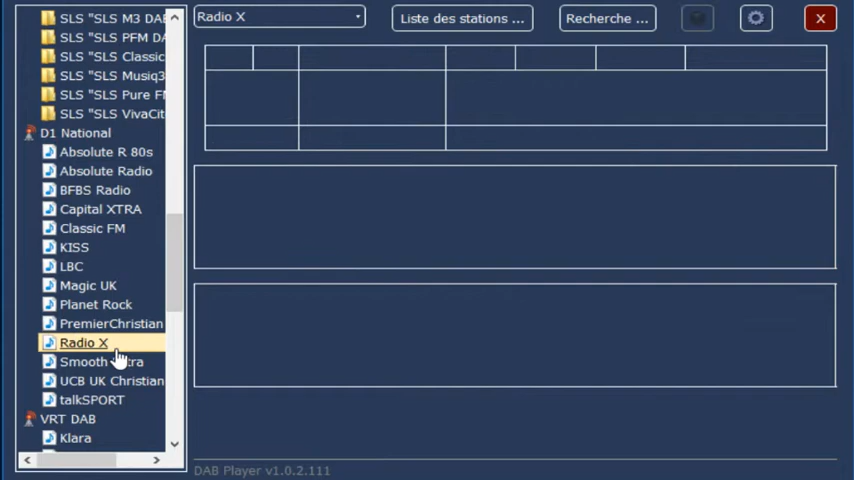 SLS "SLS M3 DAB
SLS "SLS PFM DA
SLS "SLS Classic
SLS "SLS Musiq3
SLS "SLS Pure FM
SLS "SLS VivaCit
D1 National
Absolute R 80s
Absolute Radio
BFBS Radio
Capital XTRA
Classic FM
KISS
LBC
Magic UK
Planet Rock
PremierChristian
Radio X
Smooth tra
UCB UK Christian
talkSPORT
VRT DAB
Klara
Radio X
Liste des stations ...
Recherche ...
X
DAB Player v1.0.2.111